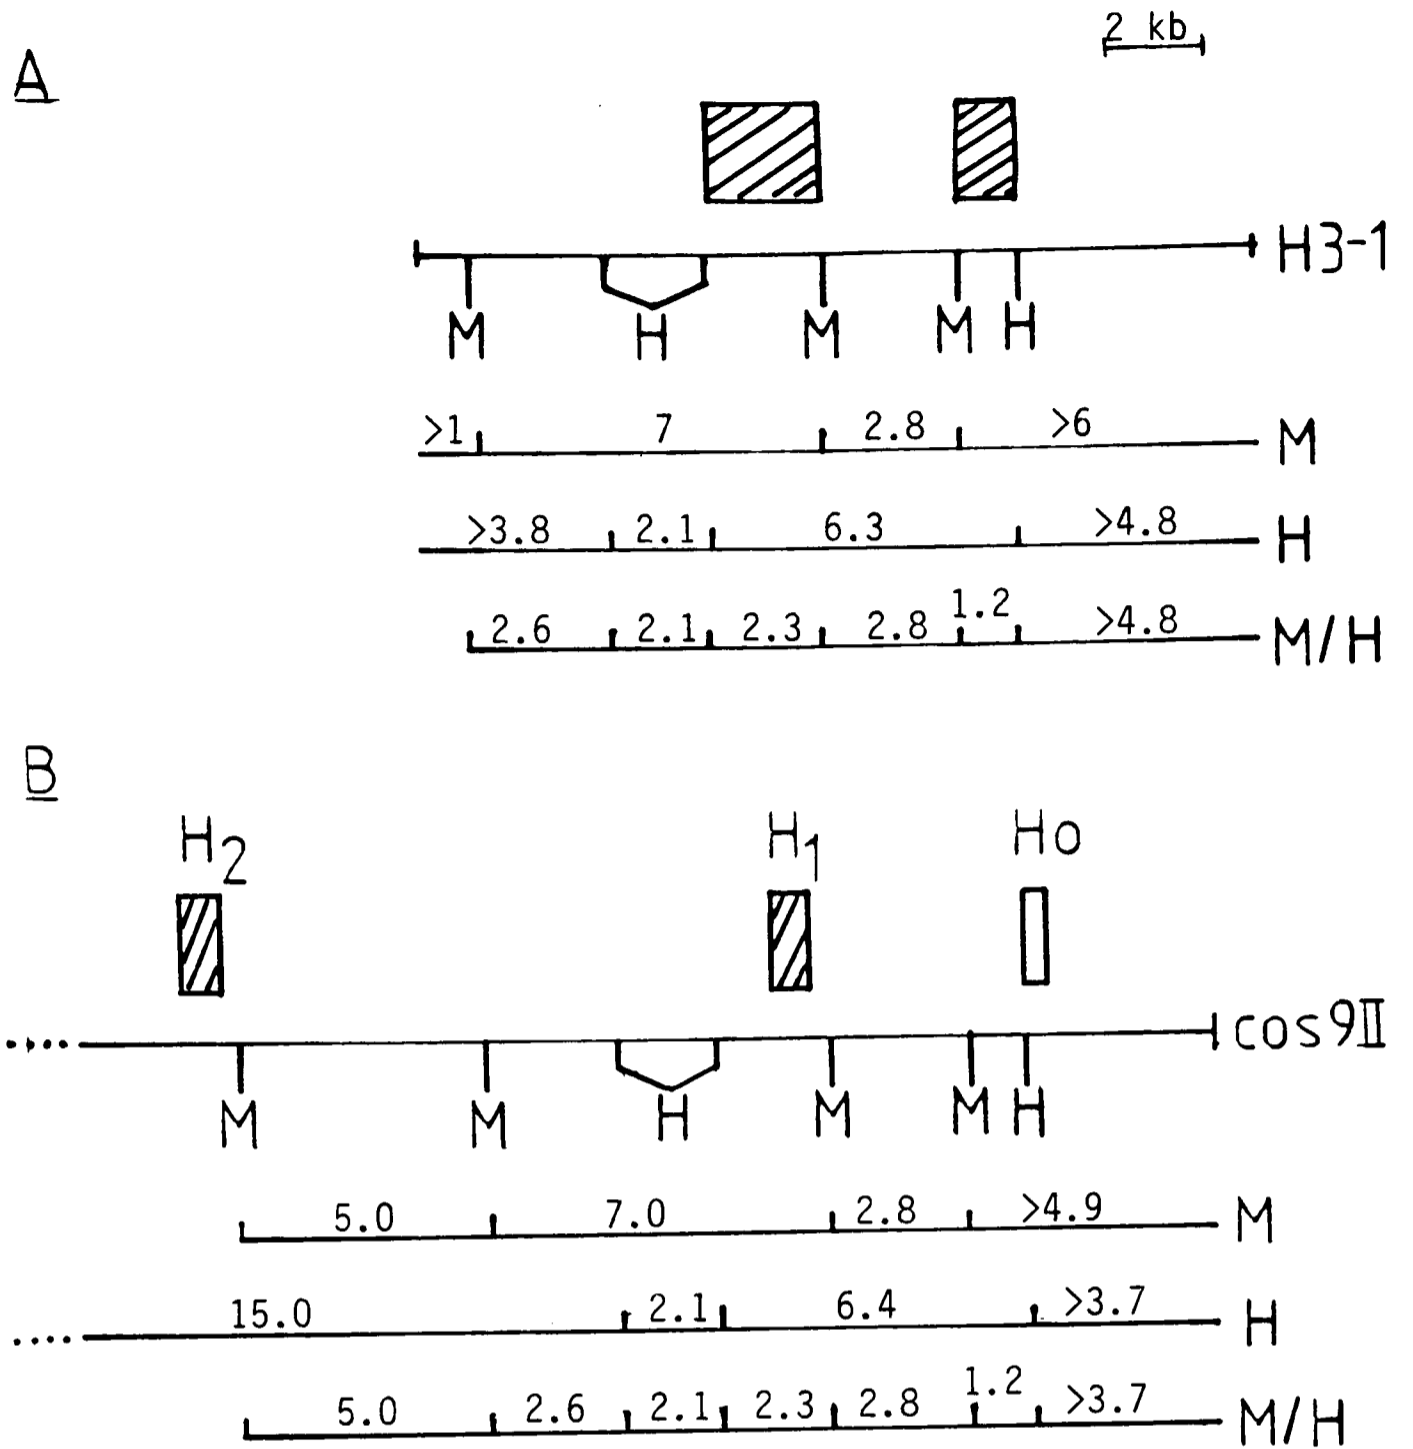 2 kb
A
H3-1
M H M M H
>1 7 2.8 >6 M
>3.8 2.1 6.3 >4.8 H
2.6 2.1 2.3 2.8 1.2 >4.8 M/H
B
H2 H1 Ho
cos9II
M M H M M H
5.0 7.0 2.8 >4.9 M
15.0 2.1 6.4 >3.7 H
5.0 2.6 2.1 2.3 2.8 1.2 >3.7 M/H